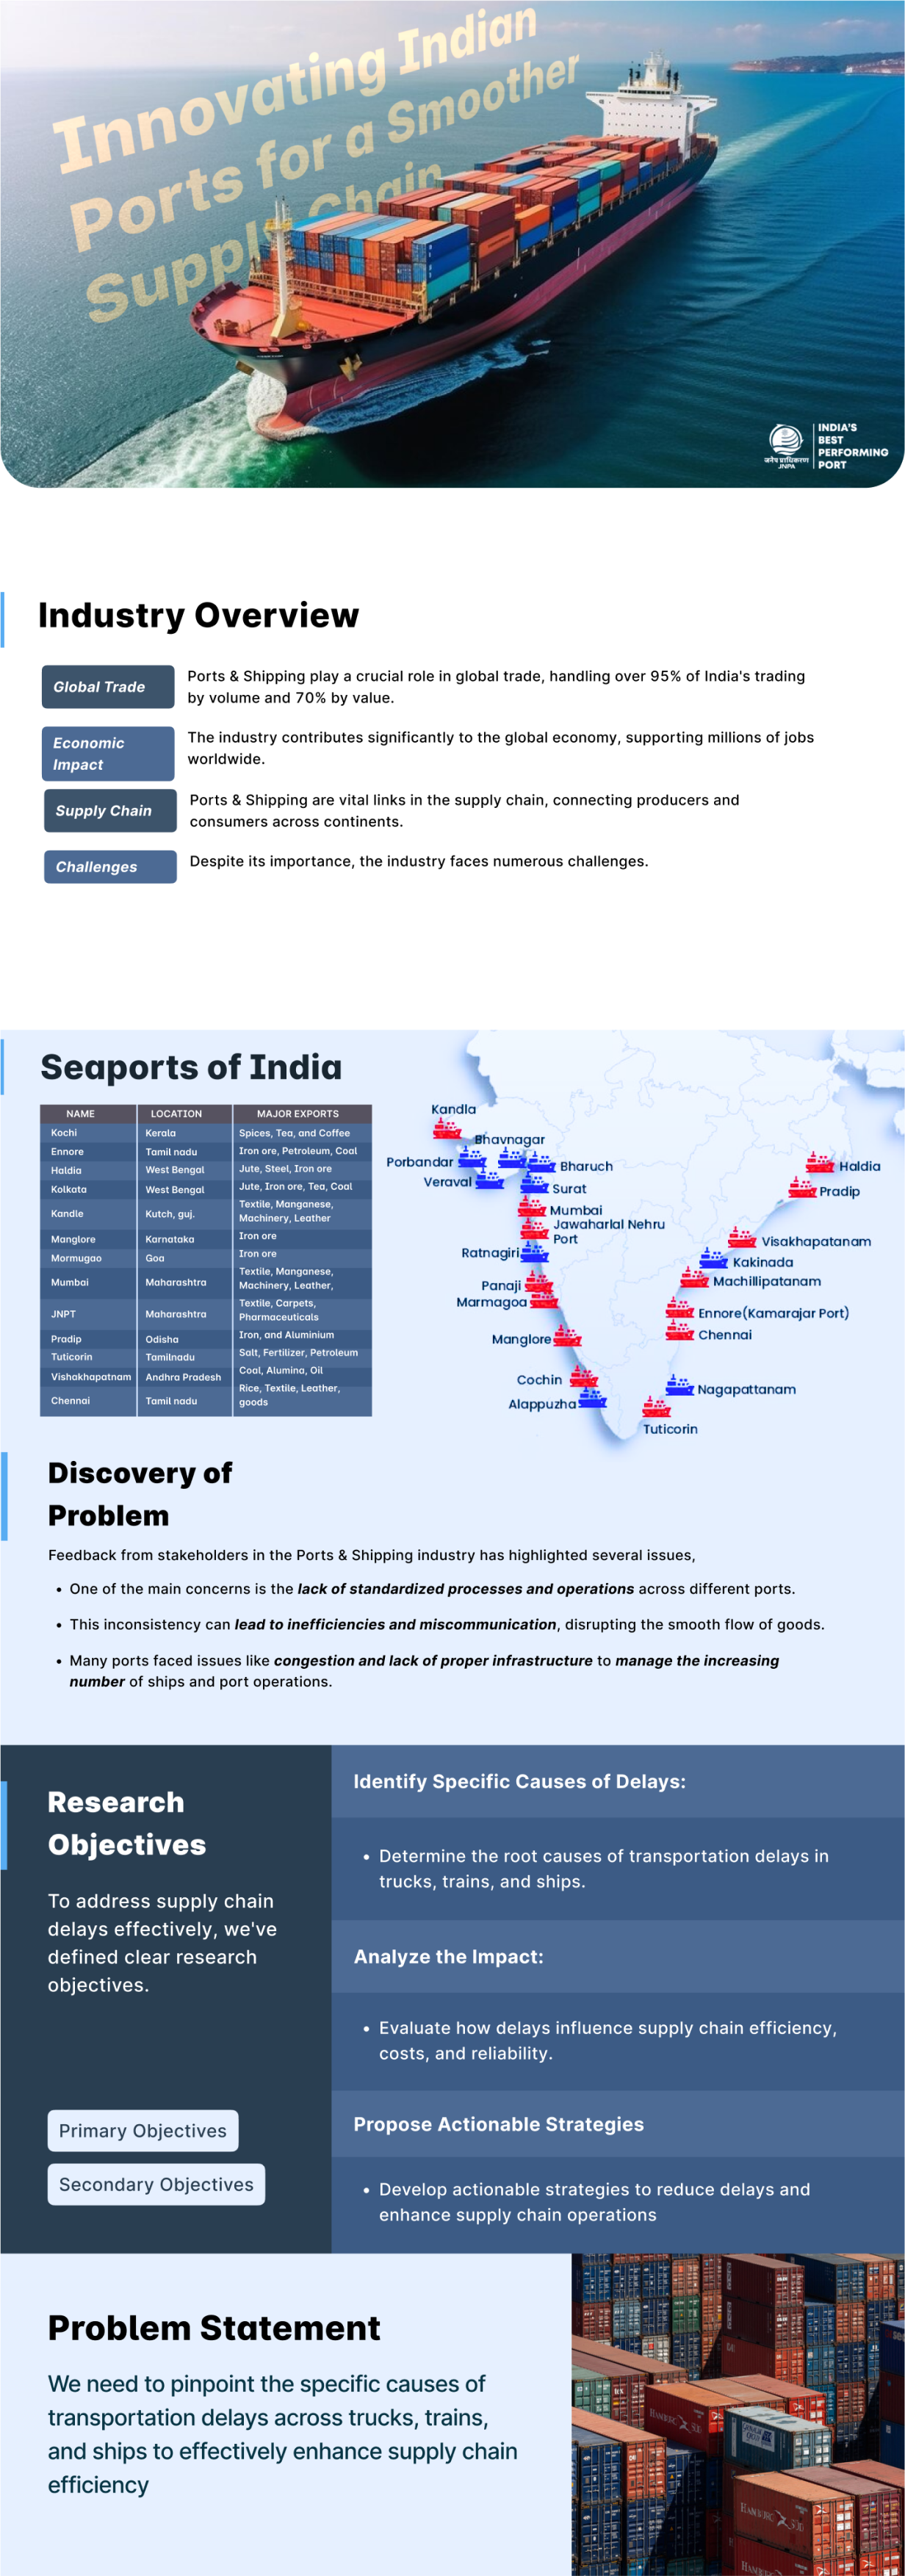 Innovating Indian
Ports for a Smoother
Supply Chain
जनेप प्राधिकरण
JNPA
INDIA'S
BEST
PERFORMING
PORT
Industry Overview
Global Trade
Ports & Shipping play a crucial role in global trade, handling over 95% of India's trading
by volume and 70% by value.
Economic
Impact
The industry contributes significantly to the global economy, supporting millions of jobs
worldwide.
Supply Chain
Ports & Shipping are vital links in the supply chain, connecting producers and
consumers across continents.
Challenges
Despite its importance, the industry faces numerous challenges.
Seaports of India
NAME LOCATION MAJOR EXPORTS
Kochi Kerala Spices, Tea, and Coffee
Ennore Tamil nadu Iron ore, Petroleum, Coal
Haldia West Bengal Jute, Steel, Iron ore
Kolkata West Bengal Jute, Iron ore, Tea, Coal
Kandle Kutch, guj. Textile, Manganese,
Machinery, Leather
Manglore Karnataka Iron ore
Mormugao Goa Iron ore
Mumbai Maharashtra Textile, Manganese,
Machinery, Leather,
JNPT Maharashtra Textile, Carpets,
Pharmaceuticals
Pradip Odisha Iron, and Aluminium
Tuticorin Tamilnadu Salt, Fertilizer, Petroleum
Vishakhapatnam Andhra Pradesh Coal, Alumina, Oil
Chennai Tamil nadu Rice, Textile, Leather,
goods
Kandla
Bhavnagar
Porbandar
Bharuch
Veraval
Surat
Mumbai
Jawaharlal Nehru
Port
Ratnagiri
Panaji
Marmagoa
Manglore
Cochin
Alappuzha
Haldia
Pradip
Visakhapatanam
Kakinada
Machillipatanam
Ennore(Kamarajar Port)
Chennai
Nagapattanam
Tuticorin
Discovery of
Problem
Feedback from stakeholders in the Ports & Shipping industry has highlighted several issues,
• One of the main concerns is the lack of standardized processes and operations across different ports.
• This inconsistency can lead to inefficiencies and miscommunication, disrupting the smooth flow of goods.
• Many ports faced issues like congestion and lack of proper infrastructure to manage the increasing
number of ships and port operations.
Research
Objectives
To address supply chain
delays effectively, we've
defined clear research
objectives.
Primary Objectives
Secondary Objectives
Identify Specific Causes of Delays:
• Determine the root causes of transportation delays in
trucks, trains, and ships.
Analyze the Impact:
• Evaluate how delays influence supply chain efficiency,
costs, and reliability.
Propose Actionable Strategies
• Develop actionable strategies to reduce delays and
enhance supply chain operations
Problem Statement
We need to pinpoint the specific causes of
transportation delays across trucks, trains,
and ships to effectively enhance supply chain
efficiency